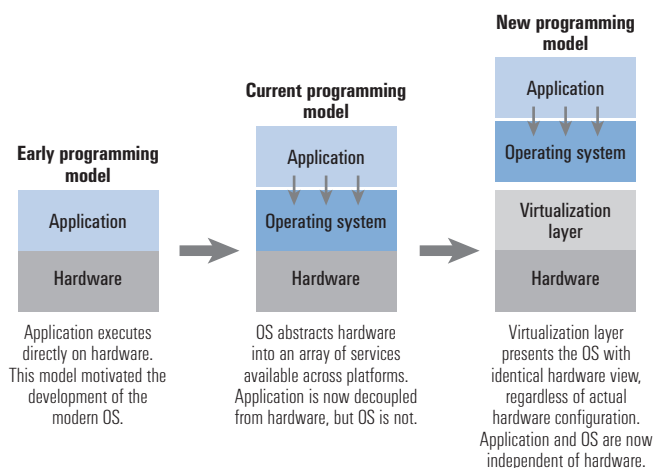 Early programming
model
Application
Hardware
Application executes
directly on hardware.
This model motivated the
development of the
modern OS.
Current programming
model
Application
Operating system
Hardware
OS abstracts hardware
into an array of services
available across platforms.
Application is now decoupled
from hardware, but OS is not.
New programming
model
Application
Operating system
Virtualization
layer
Hardware
Virtualization layer
presents the OS with
identical hardware view,
regardless of actual
hardware configuration.
Application and OS are now
independent of hardware.